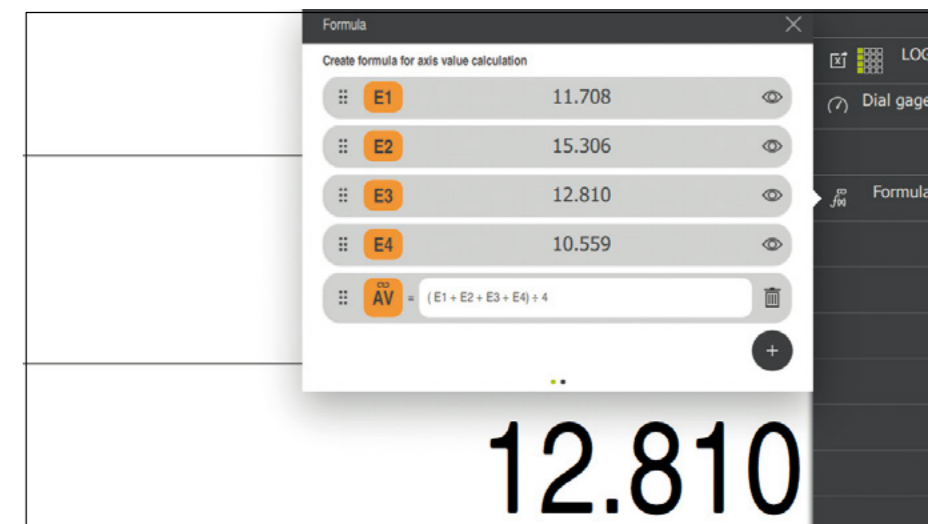 Formula
Create formula for axis value calculation
E1 11.708
E2 15.306
E3 12.810
E4 10.559
AV = ( E1 + E2 + E3 + E4) ÷ 4
+
12.810
LOG
Dial gage
f(x) Formula